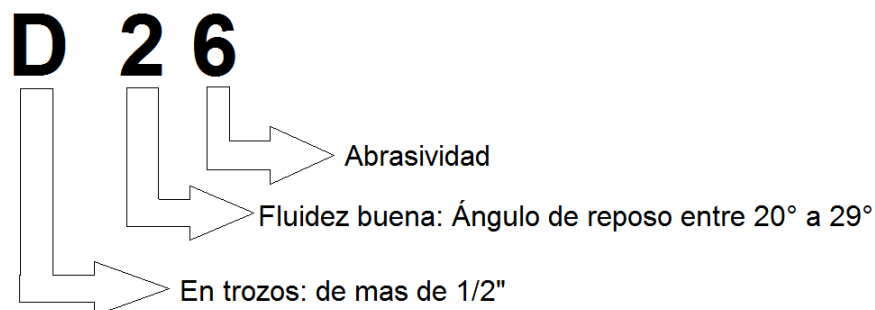 D 2 6
Abrasividad
Fluidez buena: Ángulo de reposo entre 20° a 29°
En trozos: de mas de 1/2"